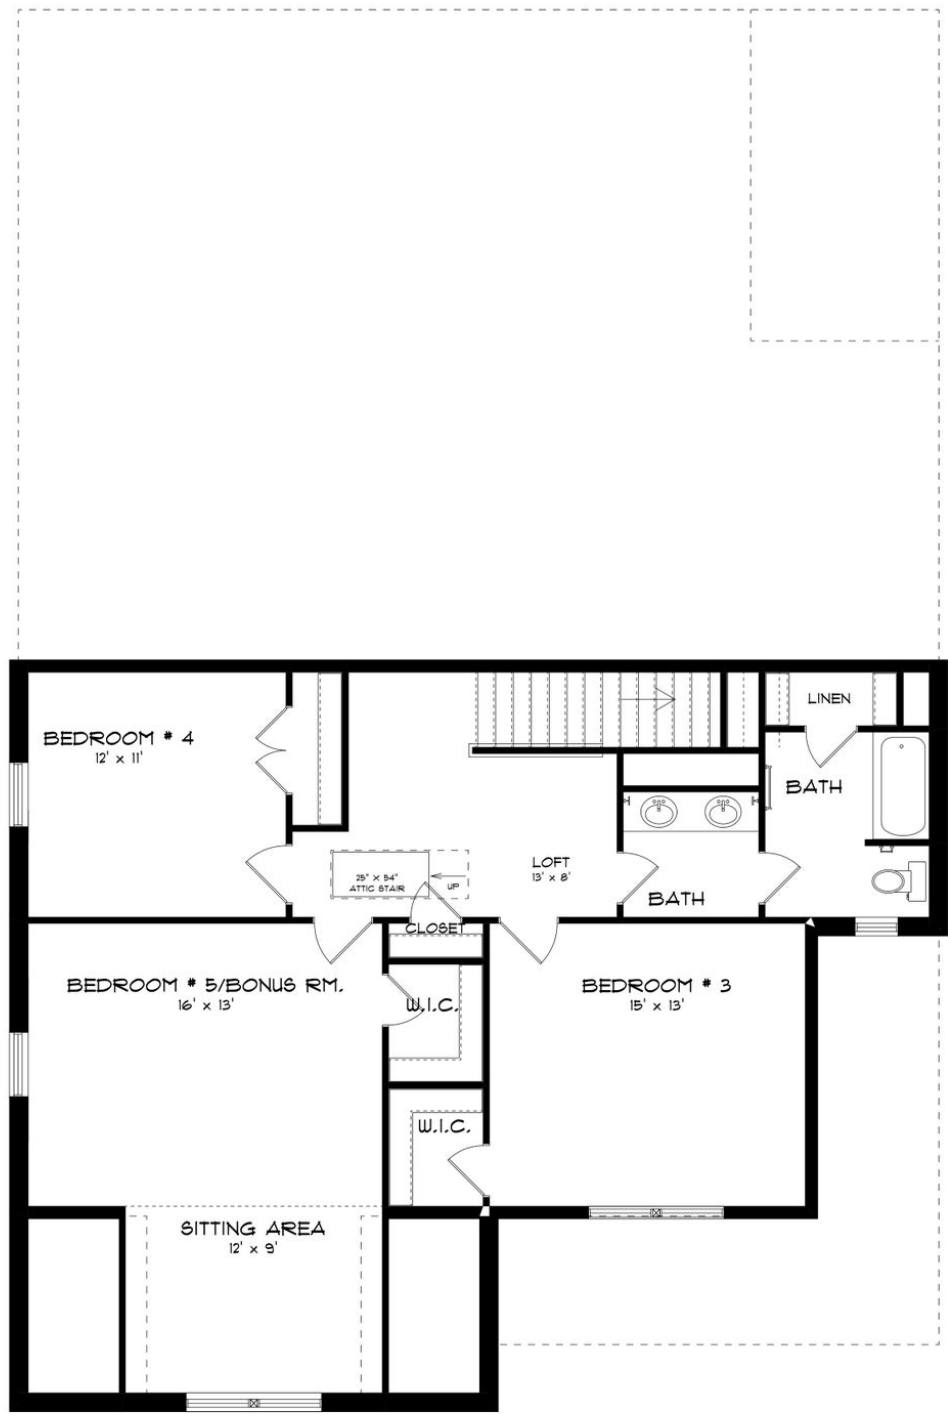 LINEN
BEDROOM # 4
12' x 11'
BATH
LOFT
13' x 8'
25" X 54"
ATTIC STAIR
UP
BATH
CLOSET
BEDROOM # 5/BONUS RM.
16' x 13'
W.I.C.
BEDROOM # 3
15' x 13'
W.I.C.
SITTING AREA
12' x 9'